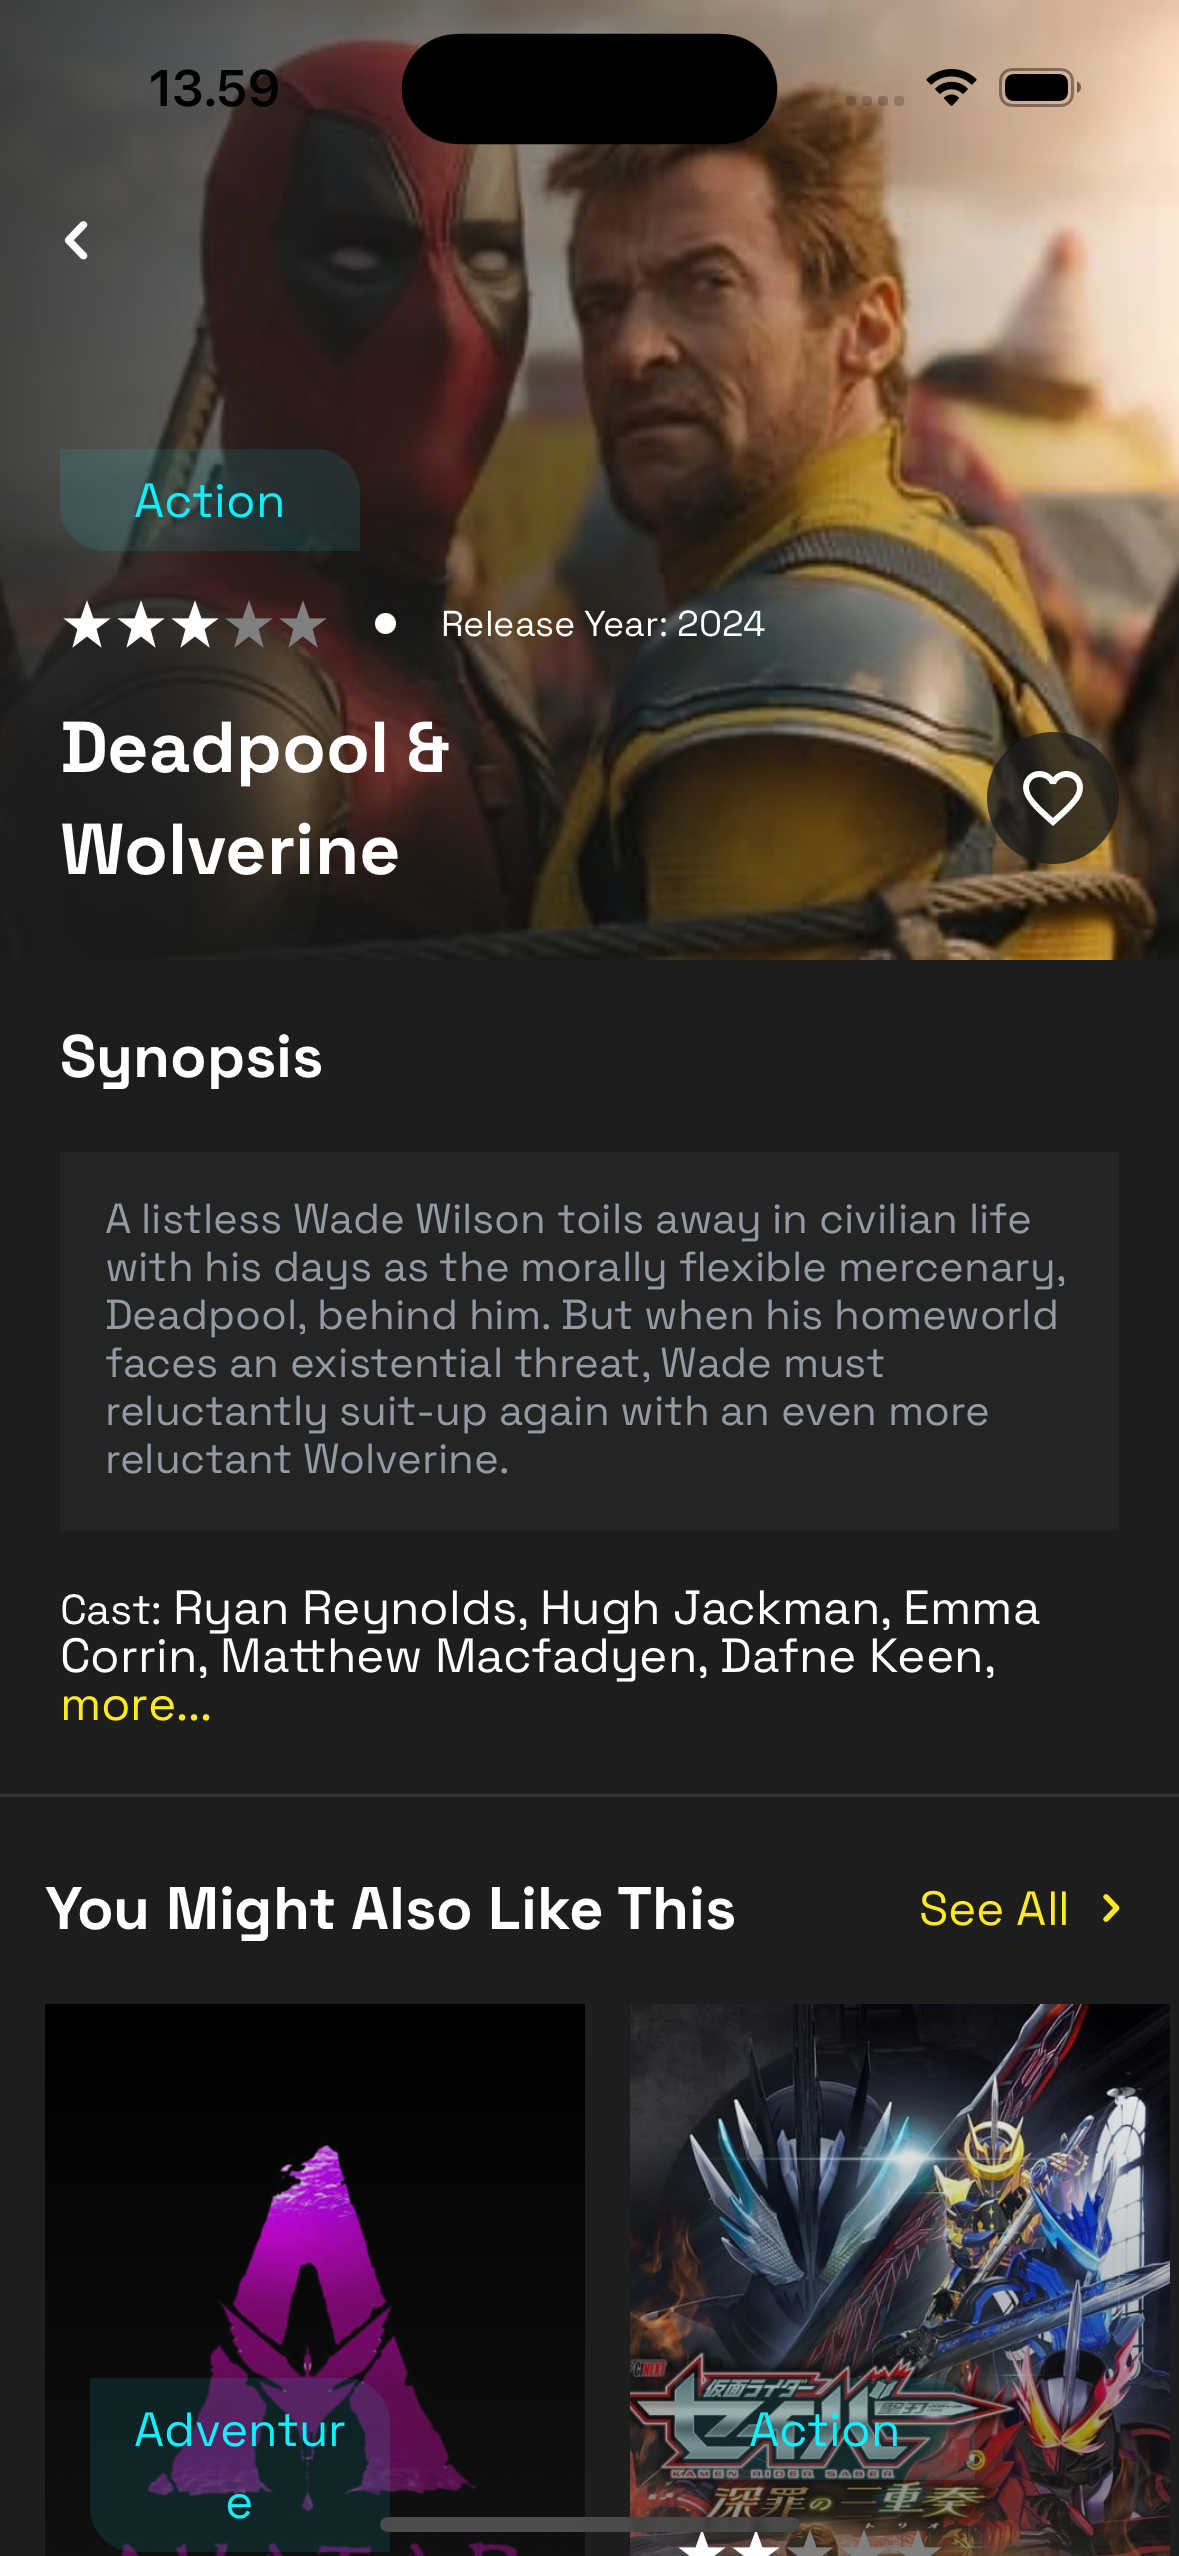 13.59
Action
Release Year: 2024
Deadpool &
Wolverine
Synopsis
A listless Wade Wilson toils away in civilian life
with his days as the morally flexible mercenary,
Deadpool, behind him. But when his homeworld
faces an existential threat, Wade must
reluctantly suit-up again with an even more
reluctant Wolverine.
Cast: Ryan Reynolds, Hugh Jackman, Emma
Corrin, Matthew Macfadyen, Dafne Keen,
more...
You Might Also Like This
See All
Adventur
e
仮面ライダー
セイバー
Action
KAMEN RIDER SABER
深罪の三重奏
トリオ